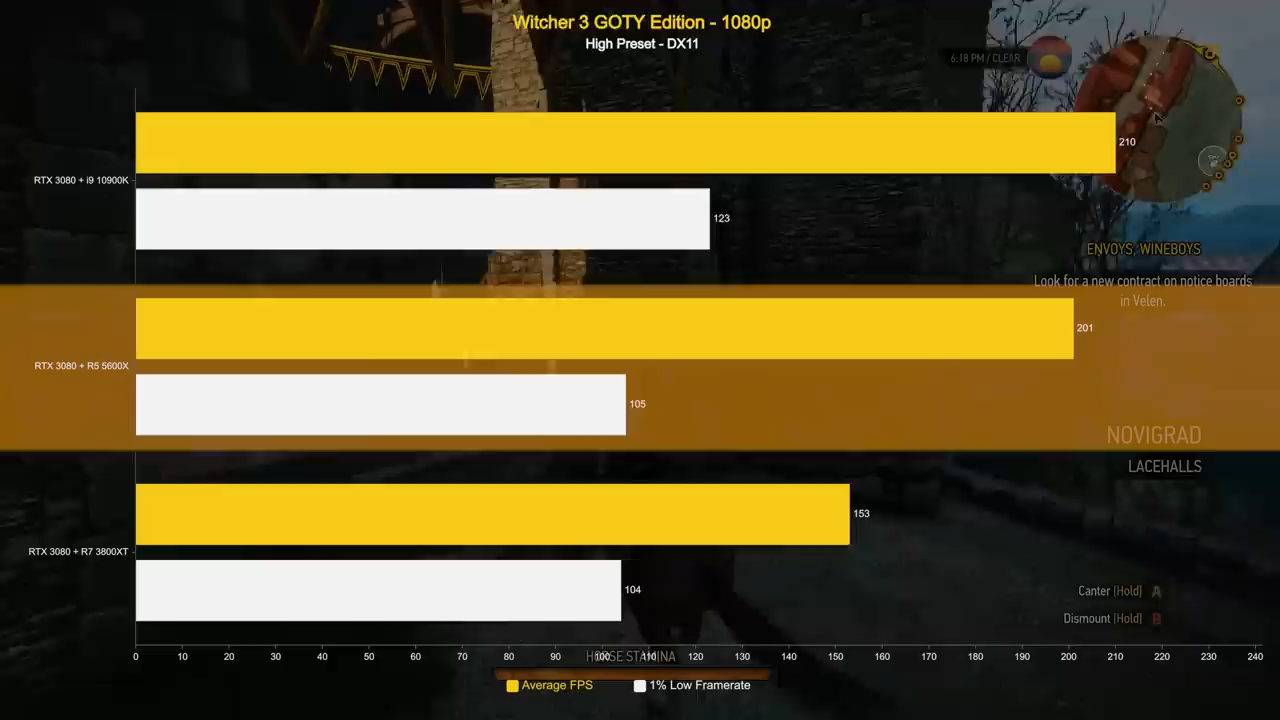 Witcher 3 GOTY Edition - 1080p
High Preset - DX11
6:18 PM / CLEAR
210
RTX 3080 + i9 10900K
123
ENVOYS, WINEBOYS
Look for a new contract on notice boards
in Velen.
201
RTX 3080 + R5 5600X
105
NOVIGRAD
LACEHALLS
153
RTX 3080 + R7 3800XT
104
Canter [Hold] A
Dismount [Hold] B
0 10 20 30 40 50 60 70 80 90 100 110 120 130 140 150 160 170 180 190 200 210 220 230 240
HORSE STAMINA
Average FPS
1% Low Framerate